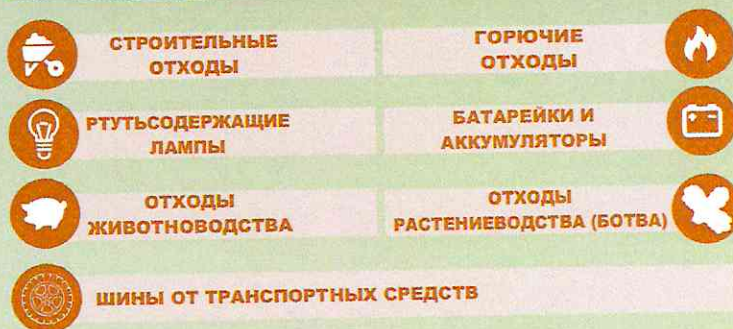 СТРОИТЕЛЬНЫЕ
ОТХОДЫ
ГОРЮЧИЕ
ОТХОДЫ
РТУТЬСОДЕРЖАЩИЕ
ЛАМПЫ
БАТАРЕЙКИ И
АККУМУЛЯТОРЫ
ОТХОДЫ
ЖИВОТНОВОДСТВА
ОТХОДЫ
РАСТЕНИЕВОДСТВА (БОТВА)
ШИНЫ ОТ ТРАНСПОРТНЫХ СРЕДСТВ